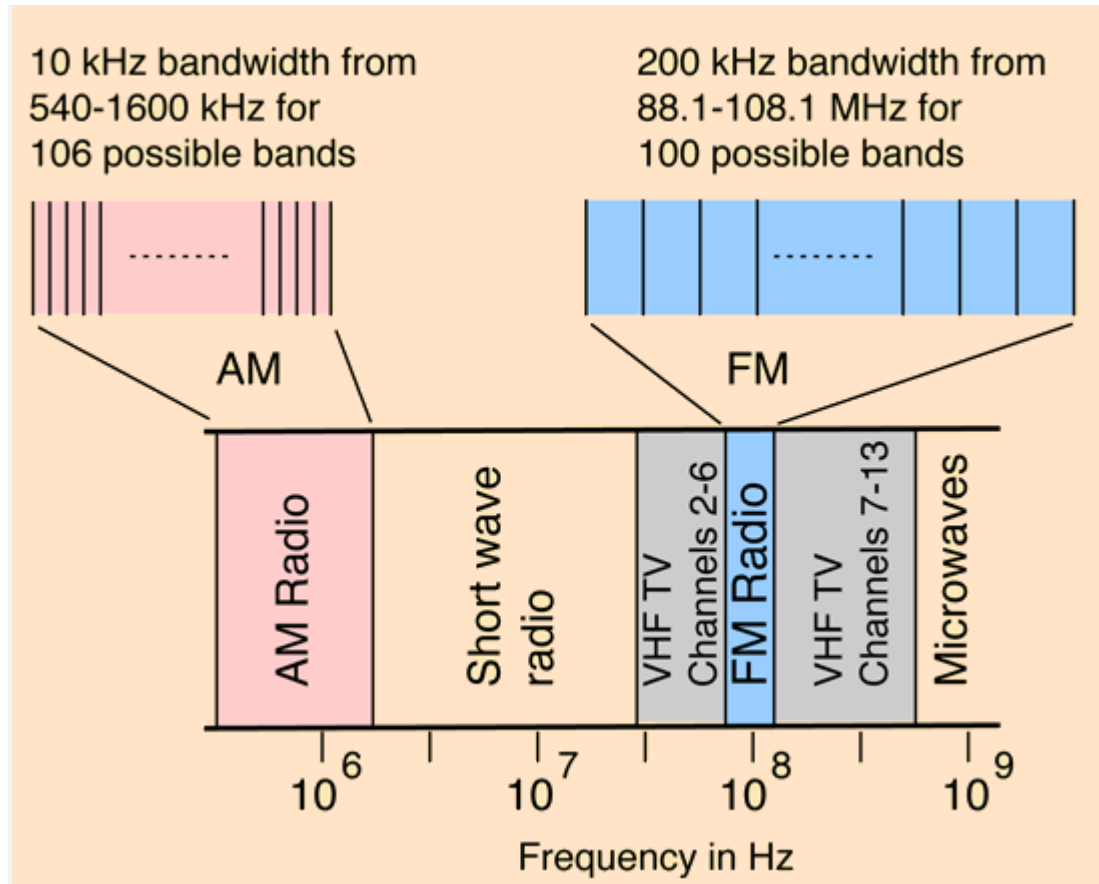 10 kHz bandwidth from
540-1600 kHz for
106 possible bands
200 kHz bandwidth from
88.1-108.1 MHz for
100 possible bands
AM
FM
AM Radio
Short wave
radio
VHF TV
Channels 2-6
FM Radio
VHF TV
Channels 7-13
Microwaves
10^6
10^7
10^8
10^9
Frequency in Hz